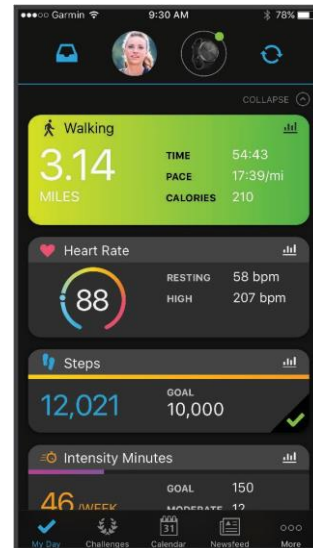 Garmin 9:30 AM 78%
COLLAPSE
Walking
3.14
MILES
TIME 54:43
PACE 17:39/mi
CALORIES 210
Heart Rate
88
RESTING 58 bpm
HIGH 207 bpm
Steps
12,021
GOAL
10,000
Intensity Minutes
46 /WEEK
GOAL 150
MODERATE 12
31
My Day Challenges Calendar Newsfeed More